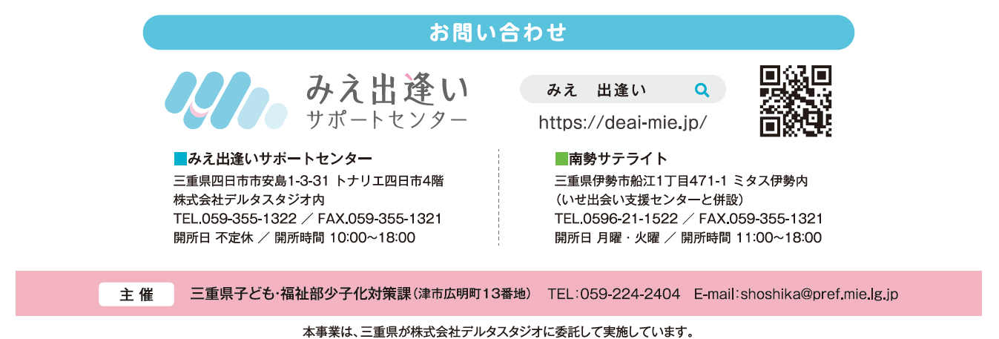 お問い合わせ
みえ出逢い
サポートセンター
みえ 出逢い
https://deai-mie.jp/
■みえ出逢いサポートセンター
三重県四日市市安島1-3-31 トナリエ四日市4階
株式会社デルタスタジオ内
TEL.059-355-1322 ／ FAX.059-355-1321
開所日 不定休 ／ 開所時間 10:00～18:00
■南勢サテライト
三重県伊勢市船江1丁目471-1 ミタス伊勢内
（いせ出会い支援センターと併設）
TEL.0596-21-1522 ／ FAX.059-355-1321
開所日 月曜・火曜 ／ 開所時間 11:00～18:00
主催 三重県子ども・福祉部少子化対策課（津市広明町13番地） TEL：059-224-2404 E-mail：shoshika@pref.mie.lg.jp
本事業は、三重県が株式会社デルタスタジオに委託して実施しています。